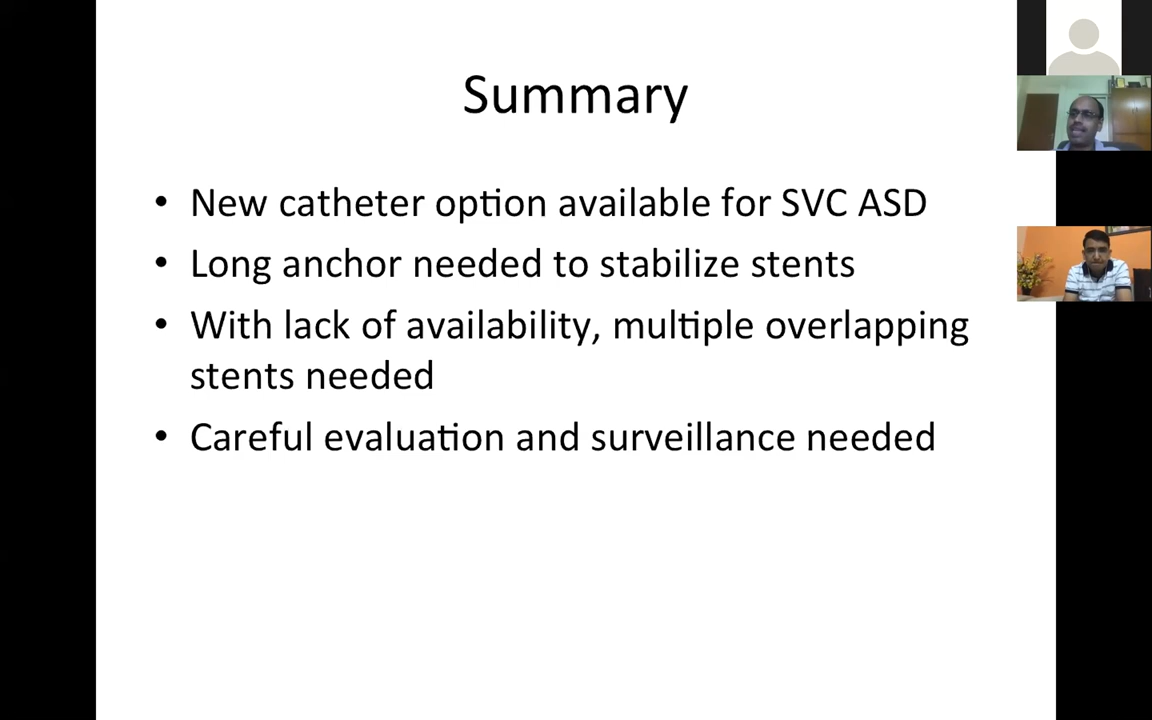 Summary
• New catheter option available for SVC ASD
• Long anchor needed to stabilize stents
• With lack of availability, multiple overlapping
stents needed
• Careful evaluation and surveillance needed